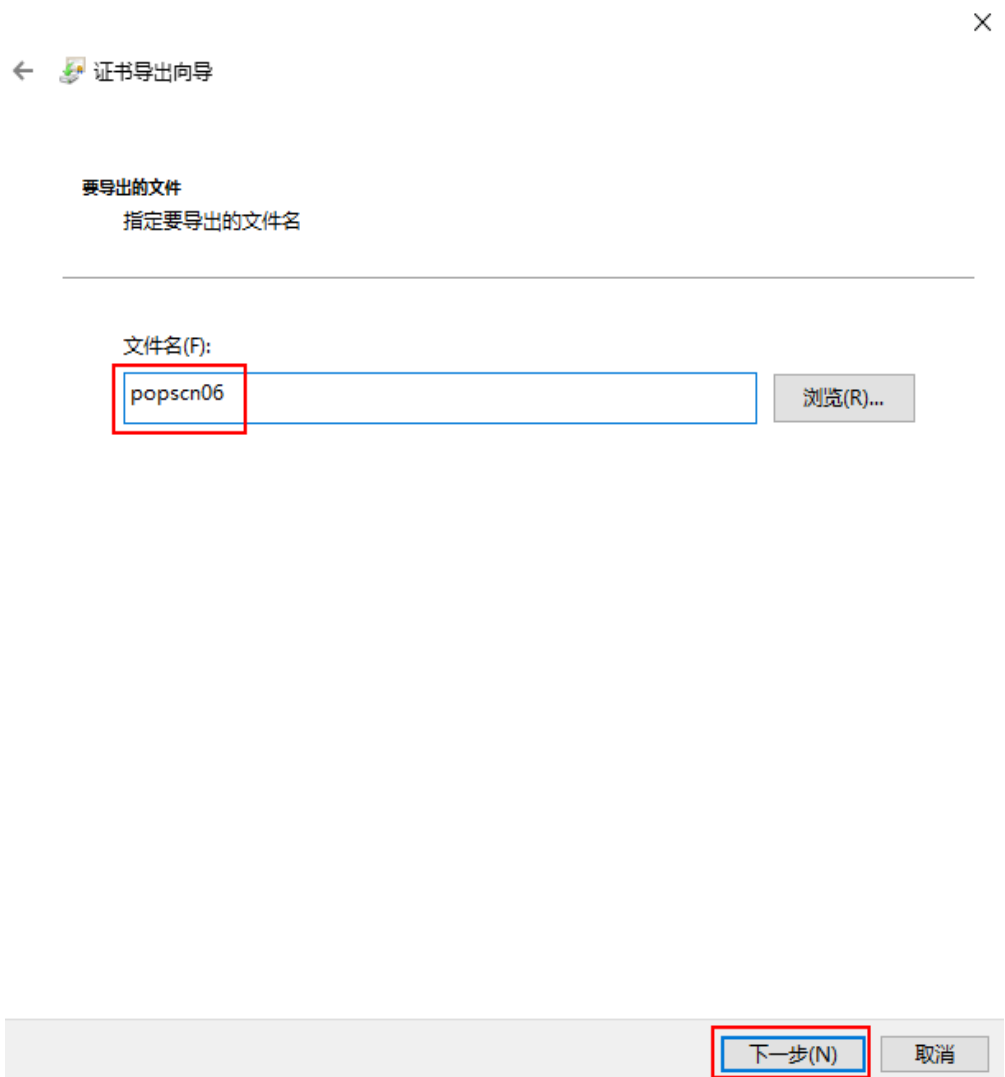 证书导出向导
要导出的文件
指定要导出的文件名
文件名(F):
popscn06
浏览(R)...
下一步(N)
取消